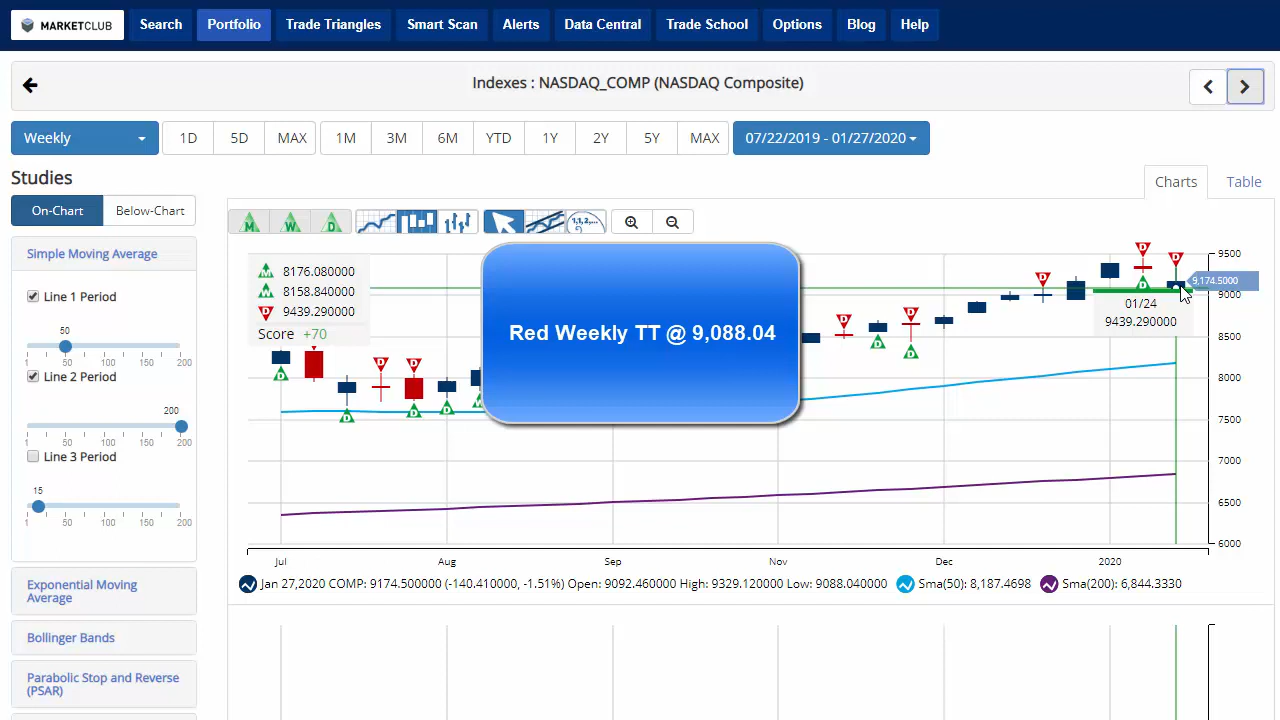 MARKETCLUB Search Portfolio Trade Triangles Smart Scan Alerts Data Central Trade School Options Blog Help
Indexes : NASDAQ_COMP (NASDAQ Composite)
Weekly 1D 5D MAX 1M 3M 6M YTD 1Y 2Y 5Y MAX 07/22/2019 - 01/27/2020
Studies
Charts Table
On-Chart Below-Chart
M W D
Simple Moving Average
Line 1 Period
50
1 50 100 150 200
Line 2 Period
200
1 50 100 150 200
Line 3 Period
15
1 50 100 150 200
Exponential Moving
Average
Bollinger Bands
Parabolic Stop and Reverse
(PSAR)
M 8176.080000
W 8158.840000
D 9439.290000
Score +70
Red Weekly TT @ 9,088.04
01/24
9439.290000
9,174.5000
9500
9000
8500
8000
7500
7000
6500
6000
Jul Aug Sep Nov Dec 2020
Jan 27,2020 COMP: 9174.500000 (-140.410000, -1.51%) Open: 9092.460000 High: 9323.120000 Low: 9088.040000 Sma(50): 8,187.4698 Sma(200): 6,844.3330